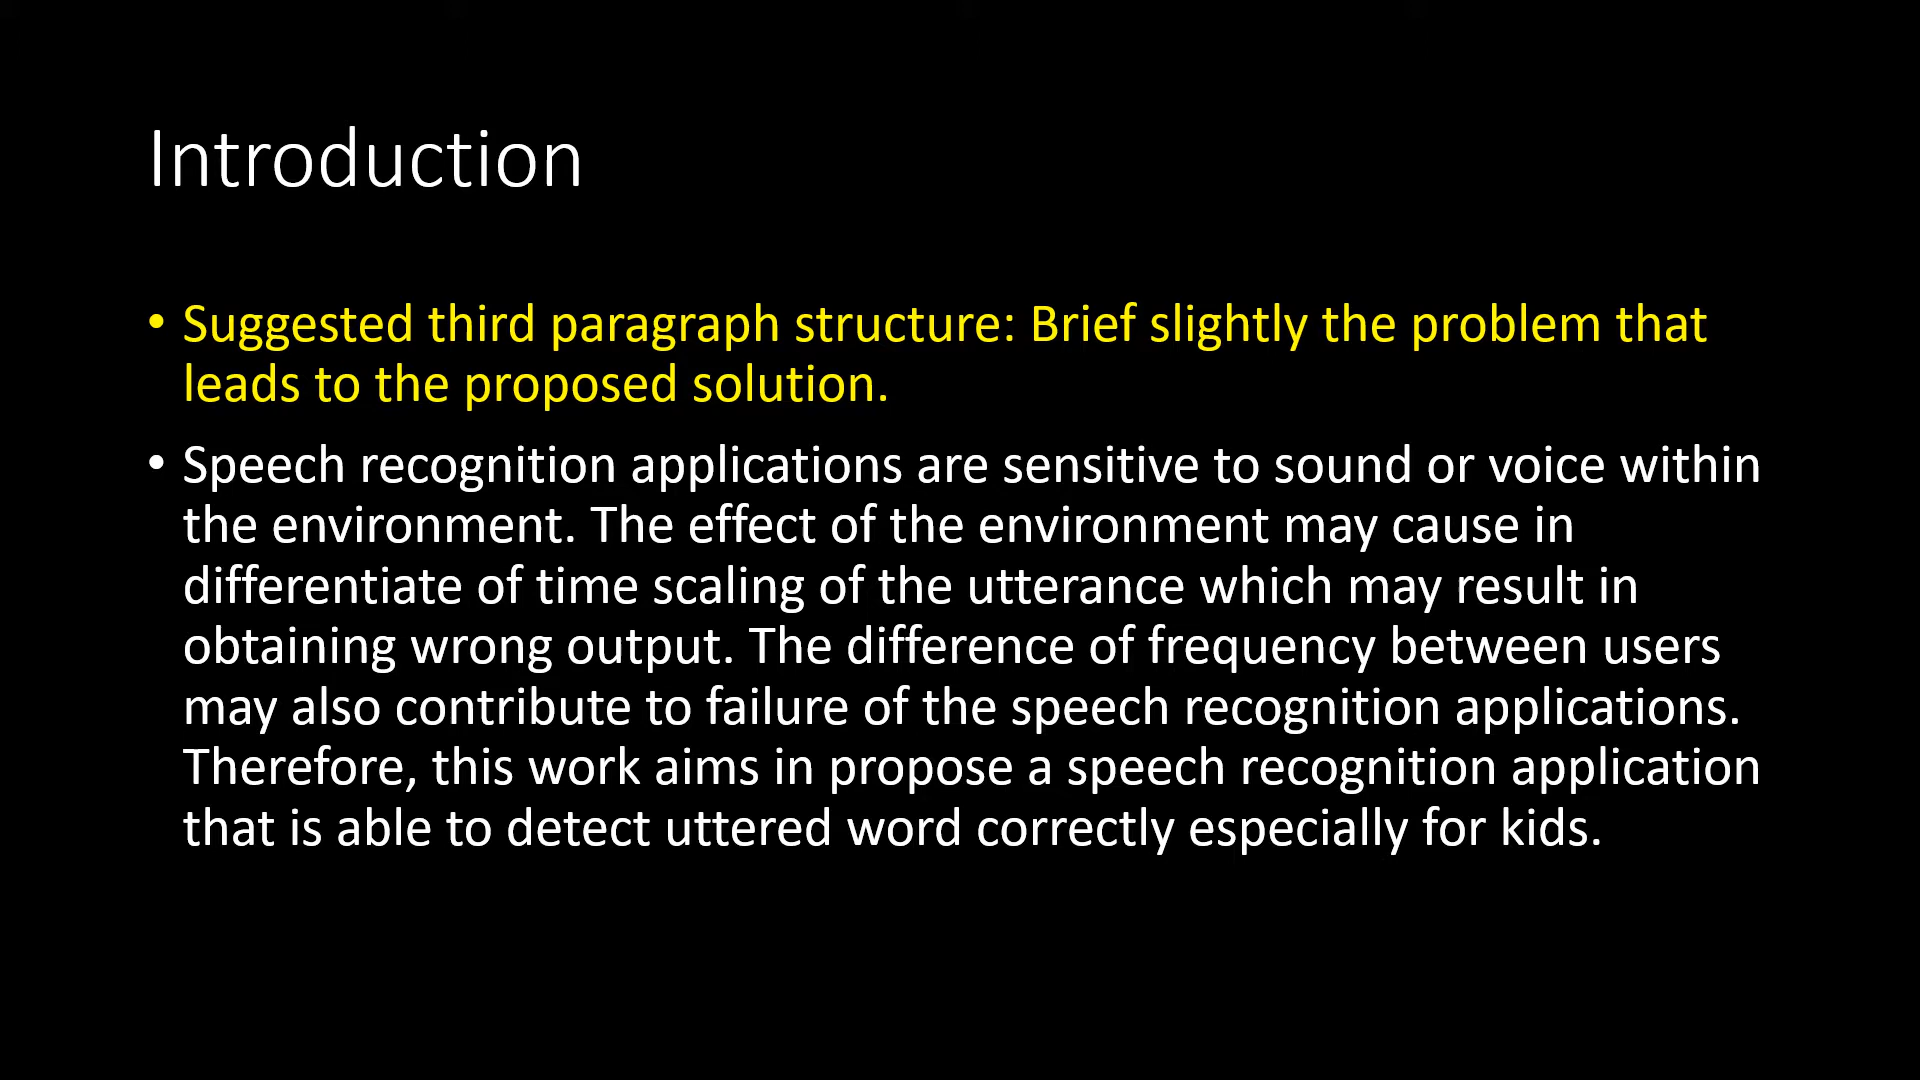 Introduction
• Suggested third paragraph structure: Brief slightly the problem that
leads to the proposed solution.
• Speech recognition applications are sensitive to sound or voice within
the environment. The effect of the environment may cause in
differentiate of time scaling of the utterance which may result in
obtaining wrong output. The difference of frequency between users
may also contribute to failure of the speech recognition applications.
Therefore, this work aims in propose a speech recognition application
that is able to detect uttered word correctly especially for kids.